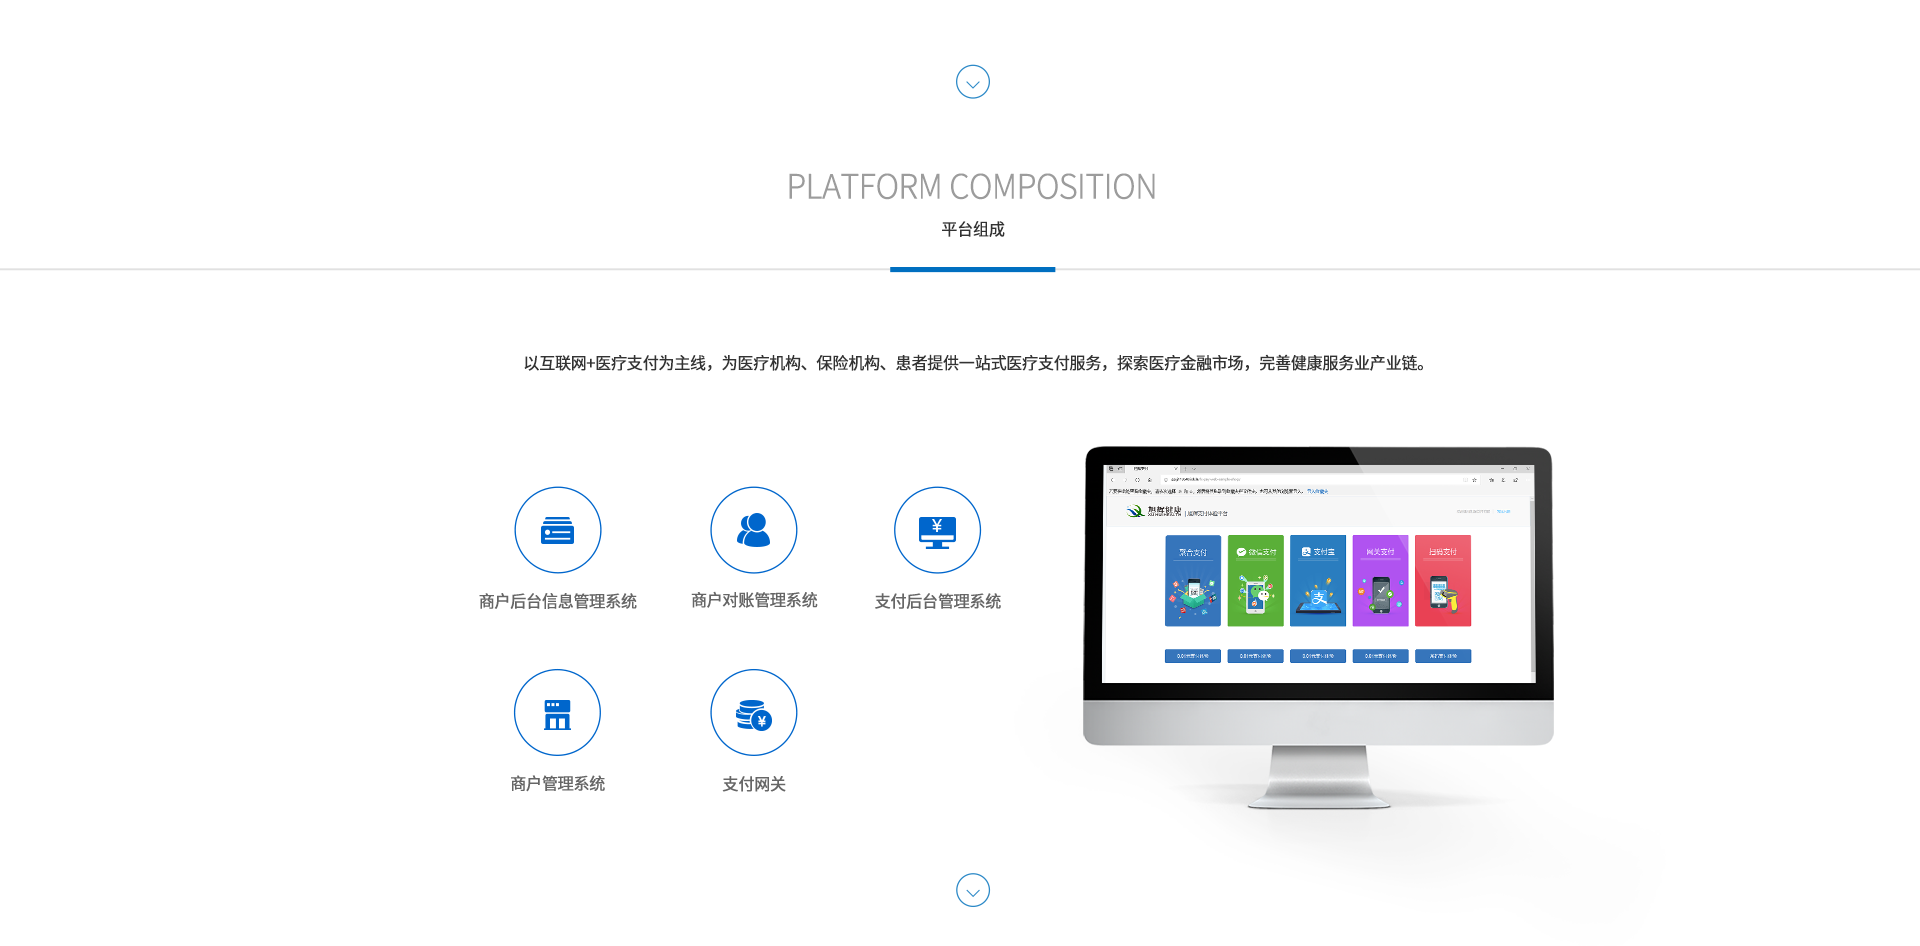 PLATFORM COMPOSITION
平台组成
以互联网+医疗支付为主线，为医疗机构、保险机构、患者提供一站式医疗支付服务，探索医疗金融市场，完善健康服务业产业链。
商户后台信息管理系统
商户对账管理系统
支付后台管理系统
商户管理系统
支付网关
聚合支付
微信支付
支付宝
网关支付
扫码支付